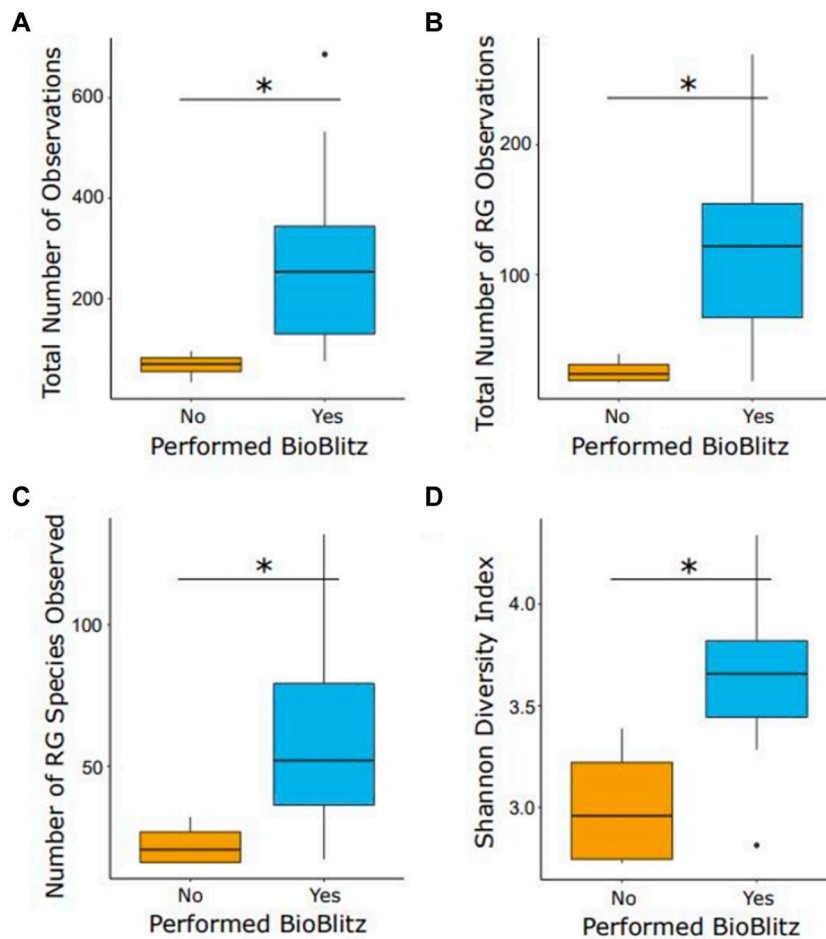 A
Total Number of Observations
600
400
200
*
No
Yes
Performed BioBlitz
B
Total Number of RG Observations
200
100
*
No
Yes
Performed BioBlitz
C
Number of RG Species Observed
100
50
*
No
Yes
Performed BioBlitz
D
Shannon Diversity Index
4.0
3.5
3.0
*
No
Yes
Performed BioBlitz